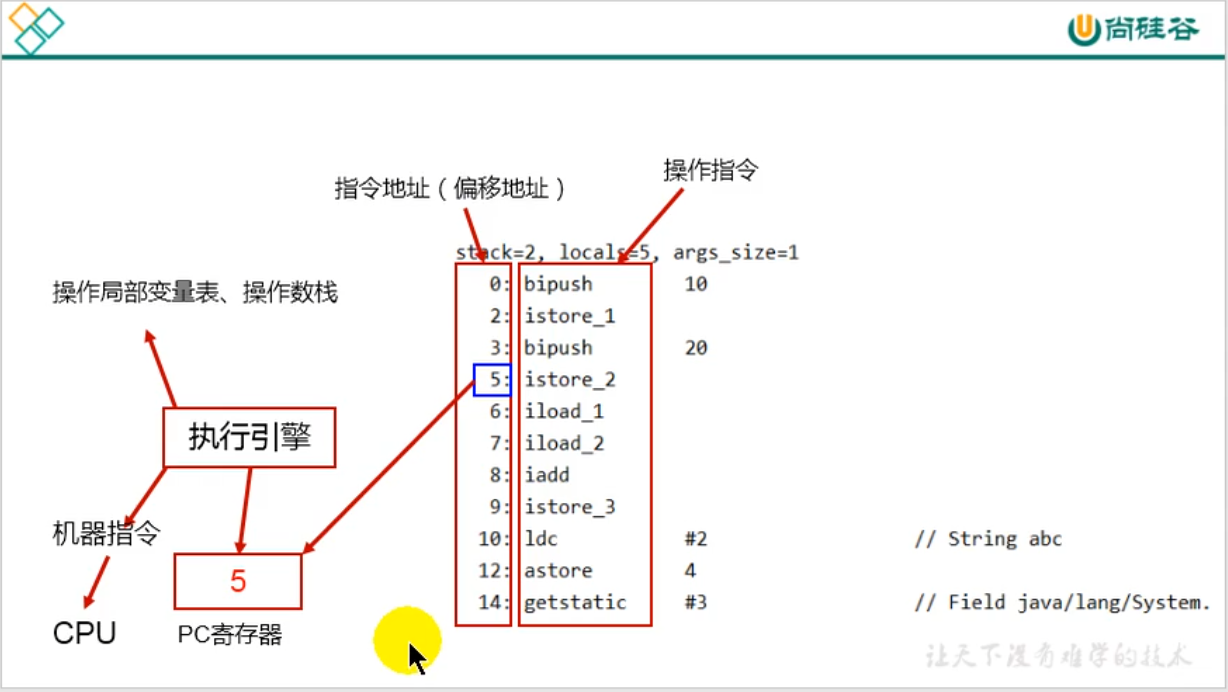 尚硅谷
操作指令
指令地址（偏移地址）
stack=2, locals=5, args_size=1
操作局部变量表、操作数栈
0: bipush 10
2: istore_1
3: bipush 20
5: istore_2
6: iload_1
7: iload_2
8: iadd
9: istore_3
10: ldc #2 // String abc
12: astore 4
14: getstatic #3 // Field java/lang/System.
执行引擎
机器指令
5
CPU
PC寄存器
让天下没有难学的技术